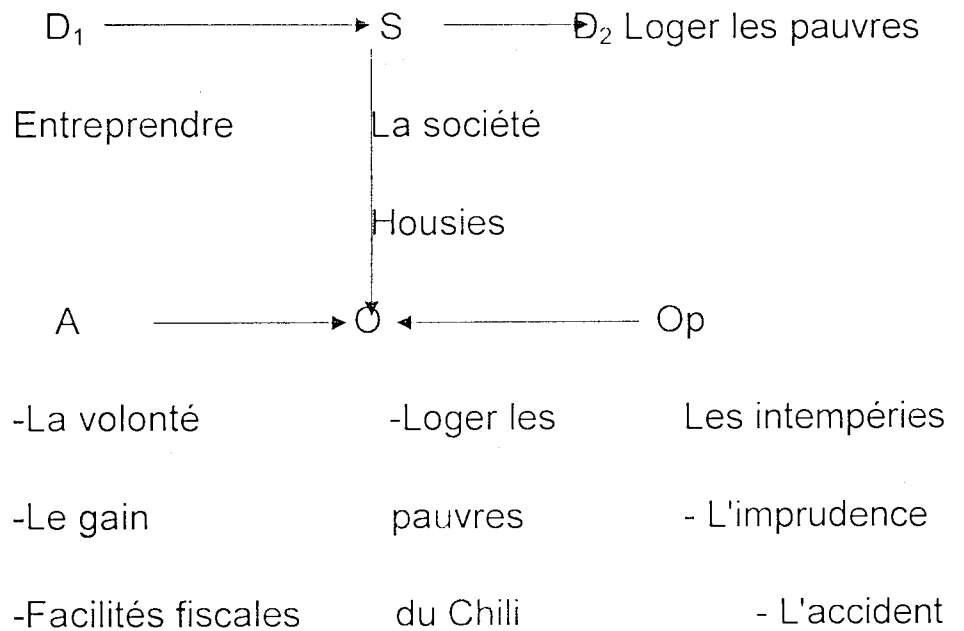 D₁ S D₂ Loger les pauvres
Entreprendre La société
Housies
A O Op
-La volonté -Loger les Les intempéries
-Le gain pauvres - L'imprudence
-Facilités fiscales du Chili - L'accident